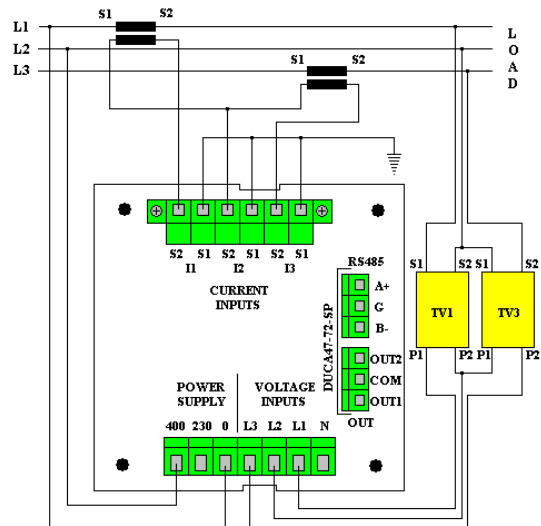 L1 S1 S2
L2
L3 S1 S2
L
O
A
D
S2 S1 S2 S1 S2 S1
I1 I2 I3
CURRENT
INPUTS
RS485
A+
G
B-
DUCA47-72-SP
OUT2
COM
OUT1
OUT
POWER
SUPPLY
VOLTAGE
INPUTS
400 230 0 L3 L2 L1 N
S1 S2 S1 S2
TV1 TV3
P1 P2 P1 P2